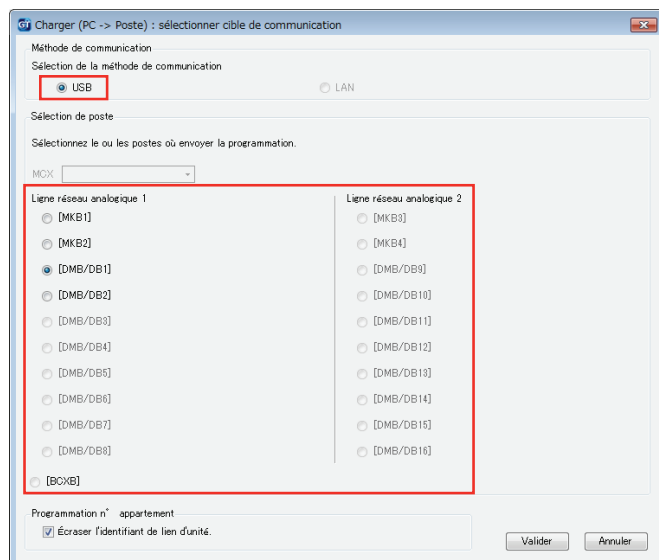 GT Charger (PC -> Poste) : sélectionner cible de communication
Méthode de communication
Sélection de la méthode de communication
USB
LAN
Sélection de poste
Sélectionnez le ou les postes où envoyer la programmation.
MCX
Ligne réseau analogique 1
[MKB1]
[MKB2]
[DMB/DB1]
[DMB/DB2]
[DMB/DB3]
[DMB/DB4]
[DMB/DB5]
[DMB/DB6]
[DMB/DB7]
[DMB/DB8]
Ligne réseau analogique 2
[MKB3]
[MKB4]
[DMB/DB9]
[DMB/DB10]
[DMB/DB11]
[DMB/DB12]
[DMB/DB13]
[DMB/DB14]
[DMB/DB15]
[DMB/DB16]
[BCXB]
Programmation n° appartement
Écraser l'identifiant de lien d'unité.
Valider
Annuler